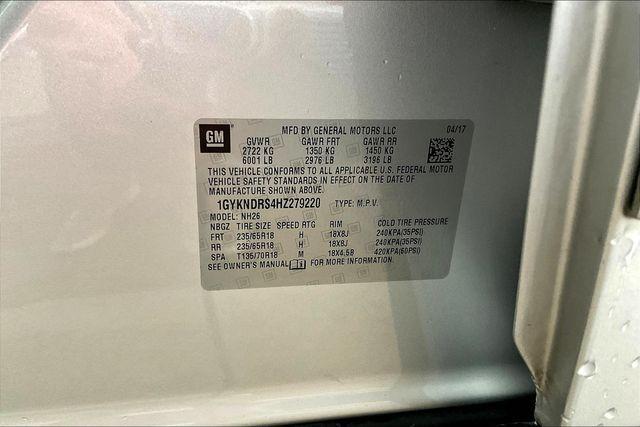 GM
MFD BY GENERAL MOTORS LLC 04/17
GVWR GAWR FRT GAWR RR
2722 KG 1350 KG 1450 KG
6001 LB 2976 LB 3196 LB
THIS VEHICLE CONFORMS TO ALL APPLICABLE U.S. FEDERAL MOTOR
VEHICLE SAFETY STANDARDS IN EFFECT ON THE DATE OF
MANUFACTURE SHOWN ABOVE.
1GYKNDRS4HZ279220 TYPE: M.P.V.
MODEL: NH26
NBGZ TIRE SIZE SPEED RTG RIM COLD TIRE PRESSURE
FRT 235/65R18 H 18X8J 240KPA(35PSI)
RR 235/65R18 H 18X8J 240KPA(35PSI)
SPA T135/70R18 M 18X4.5B 420KPA(60PSI)
SEE OWNER'S MANUAL FOR MORE INFORMATION.